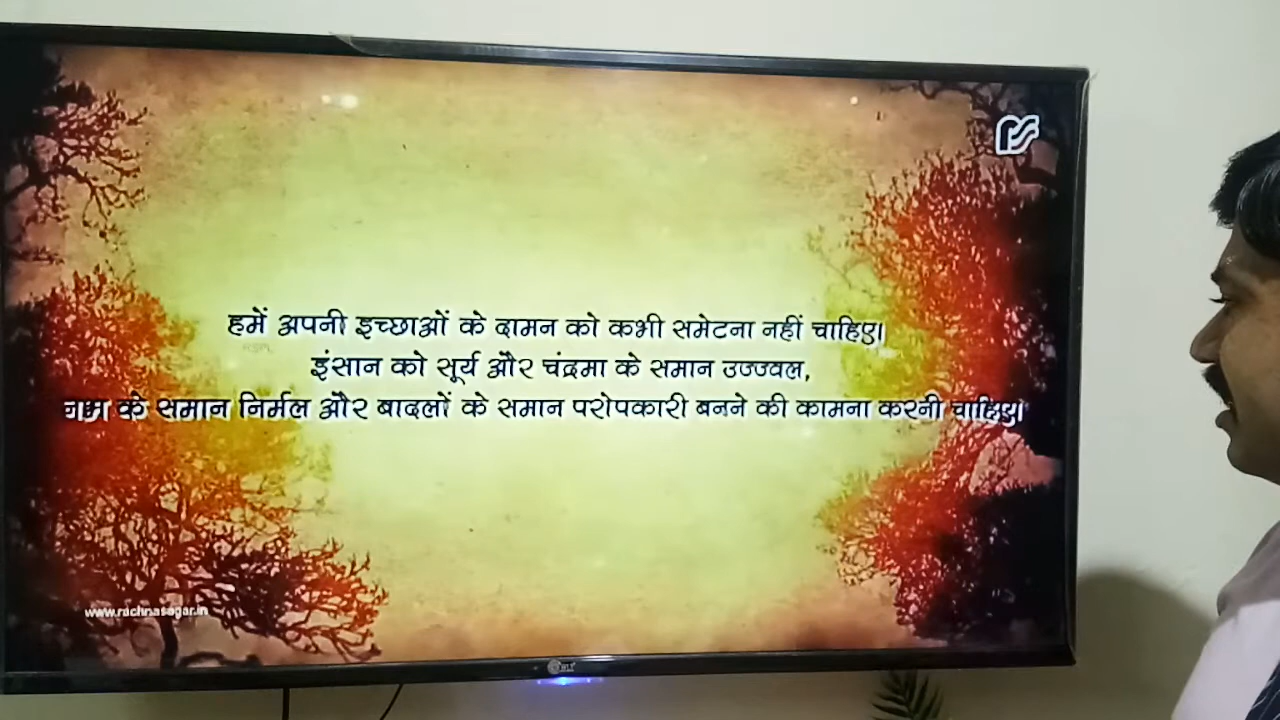 हमें अपनी इच्छाओं के दामन को कभी समेटना नहीं चाहिए।
इंसान को सूर्य और चंद्रमा के समान उज्ज्वल,
नभ के समान निर्मल और बादलों के समान परोपकारी बनने की कामना करनी चाहिए।
www.rachnasagar.in